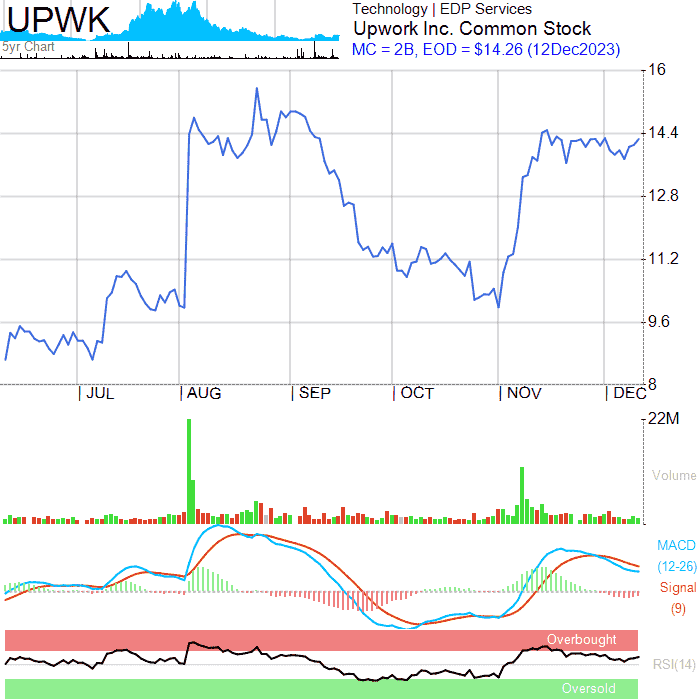 UPWK
5yr Chart
Technology | EDP Services
Upwork Inc. Common Stock
MC = 2B, EOD = $14.26 (12Dec2023)
16
14.4
12.8
11.2
9.6
8
JUL AUG SEP OCT NOV DEC
22M
Volume
MACD
(12-26)
Signal
(9)
Overbought
RSI(14)
Oversold